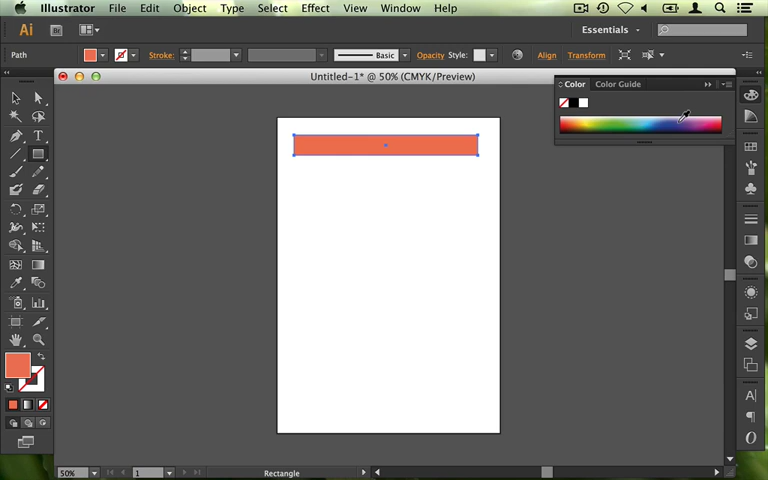 Illustrator File Edit Object Type Select Effect View Window Help
Ai Br Essentials
Path Stroke: Basic Opacity Style: Align Transform
Untitled-1* @ 50% (CMYK/Preview)
Color Color Guide
T
A
50% 1 Rectangle